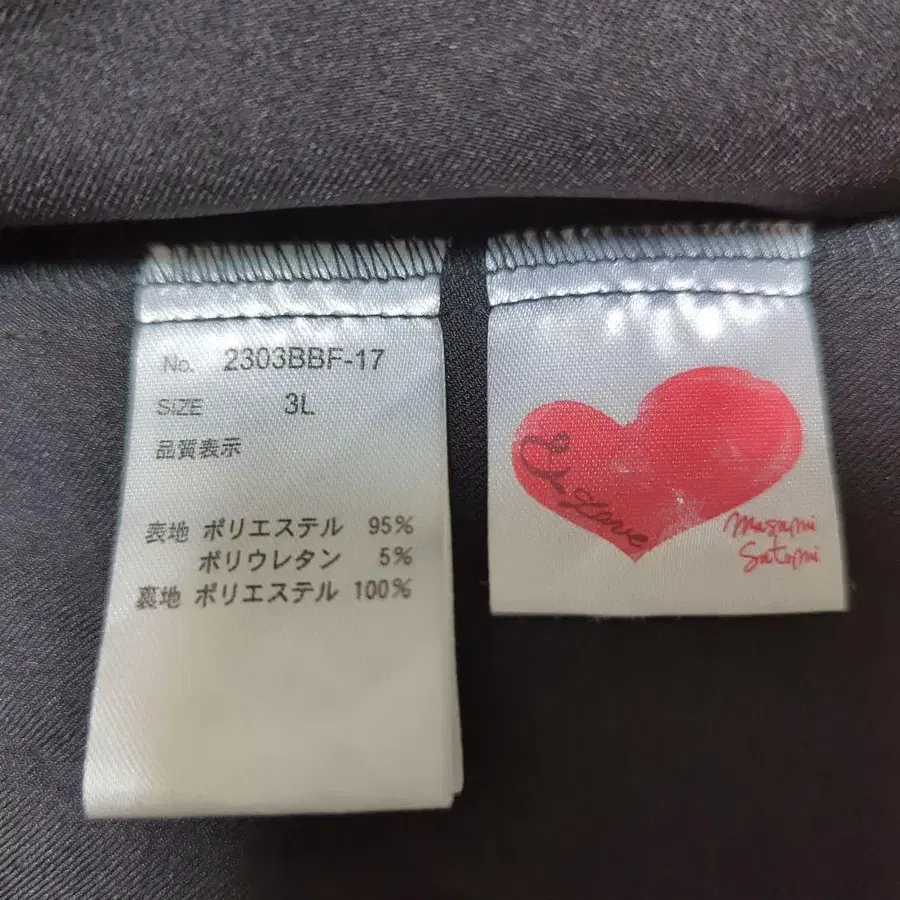 No. 2303BBF-17
SIZE 3L
品質表示
表地 ポリエステル 95%
ポリウレタン 5%
裏地 ポリエステル 100%
Love
Masami
Satomi